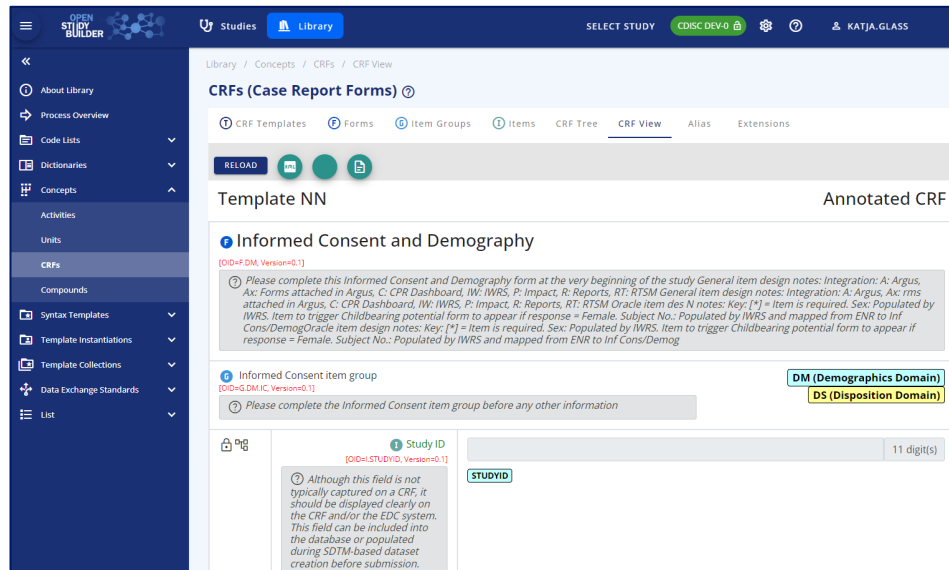 OPEN
STUDY
BUILDER
Studies
Library
SELECT STUDY
CDISC DEV-0
KATJA.GLASS
About Library
Process Overview
Code Lists
Dictionaries
Concepts
Activities
Units
CRFs
Compounds
Syntax Templates
Template Instantiations
Template Collections
Data Exchange Standards
List
Library / Concepts / CRFs / CRF View
CRFs (Case Report Forms)
T CRF Templates
F Forms
G Item Groups
I Items
CRF Tree
CRF View
Alias
Extensions
RELOAD
Template NN
Annotated CRF
F Informed Consent and Demography
[OID=F.DM, Version=0.1]
Please complete this Informed Consent and Demography form at the very beginning of the study General item design notes: Integration: A: Argus,
Ax: Forms attached in Argus, C: CPR Dashboard, IW: IWRS, P: Impact, R: Reports, RT: RTSM General item design notes: Integration: A: Argus, Ax: rms
attached in Argus, C: CPR Dashboard, IW: IWRS, P: Impact, R: Reports, RT: RTSM Oracle item des N notes: Key: [*] = Item is required. Sex: Populated by
IWRS. Item to trigger Childbearing potential form to appear if response = Female. Subject No.: Populated by IWRS and mapped from ENR to Inf
Cons/DemogOracle item design notes: Key: [*] = Item is required. Sex: Populated by IWRS. Item to trigger Childbearing potential form to appear if
response = Female. Subject No.: Populated by IWRS and mapped from ENR to Inf Cons/Demog
G Informed Consent item group
[OID=G.DM.IC, Version=0.1]
Please complete the Informed Consent item group before any other information
DM (Demographics Domain)
DS (Disposition Domain)
I Study ID
[OID=I.STUDYID, Version=0.1]
Although this field is not
typically captured on a CRF, it
should be displayed clearly on
the CRF and/or the EDC system.
This field can be included into
the database or populated
during SDTM-based dataset
creation before submission.
11 digit(s)
STUDYID